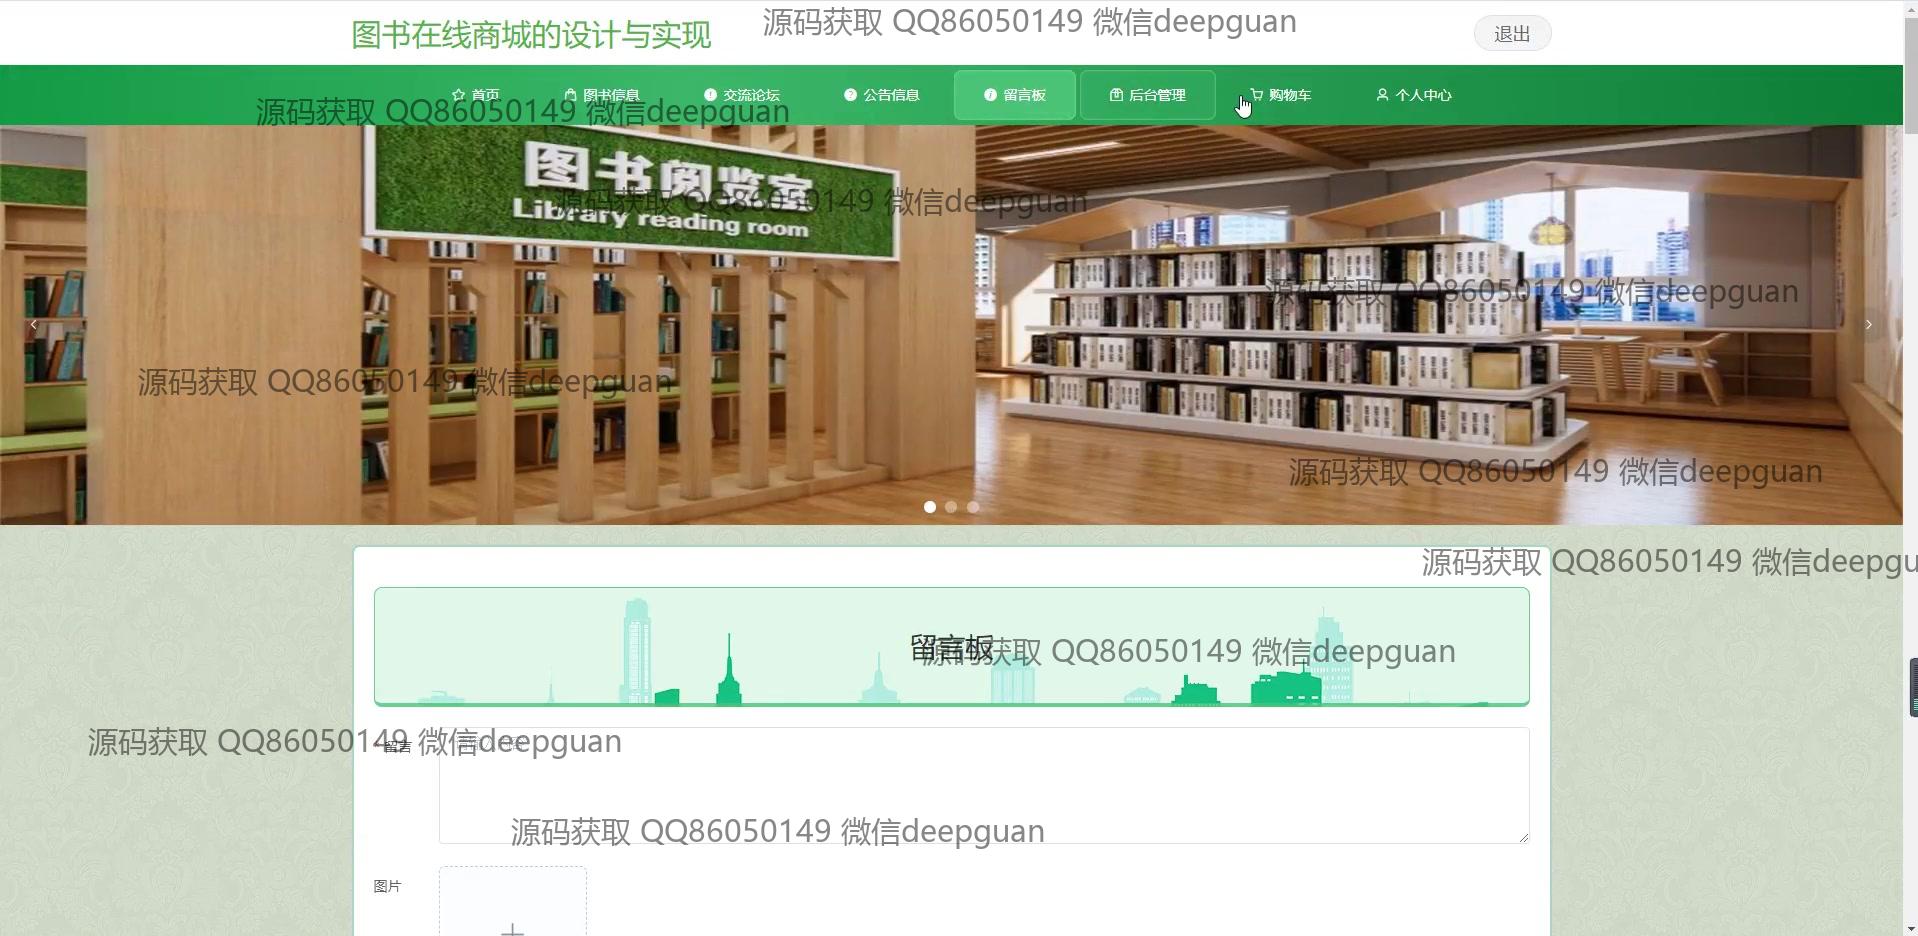 图书在线商城的设计与实现
源码获取 QQ86050149 微信deepguan
退出
首页
图书信息
交流论坛
公告信息
留言板
后台管理
购物车
个人中心
源码获取 QQ86050149 微信deepguan
图书阅览室
Library reading room
源码获取 QQ86050149 微信deepguan
源码获取 QQ86050149 微信deepguan
源码获取 QQ86050149 微信deepguan
源码获取 QQ86050149 微信deepguan
源码获取 QQ86050149 微信deepgu
留言板
源码获取 QQ86050149 微信deepguan
源码获取 QQ86050149 微信deepguan
留言
源码获取 QQ86050149 微信deepguan
图片